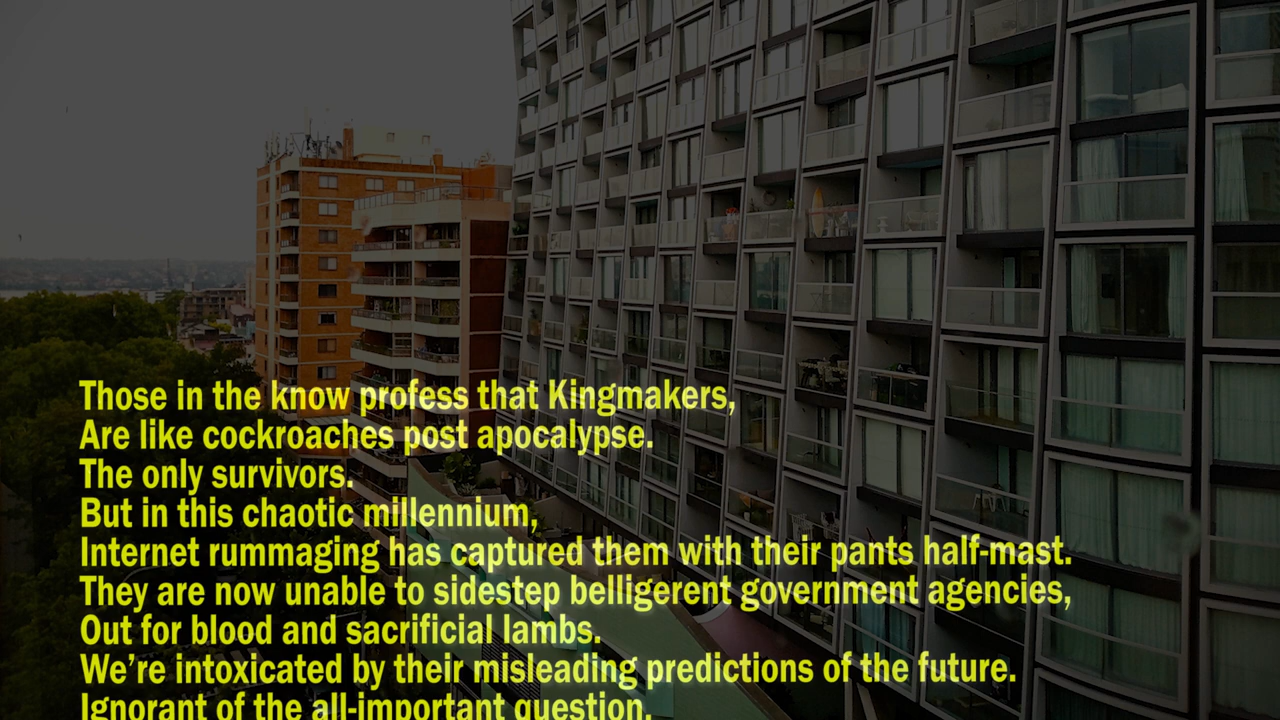 Those in the know profess that Kingmakers,
Are like cockroaches post apocalypse.
The only survivors.
But in this chaotic millennium,
Internet rummaging has captured them with their pants half-mast.
They are now unable to sidestep belligerent government agencies,
Out for blood and sacrificial lambs.
We’re intoxicated by their misleading predictions of the future.
Ignorant of the all-important question.